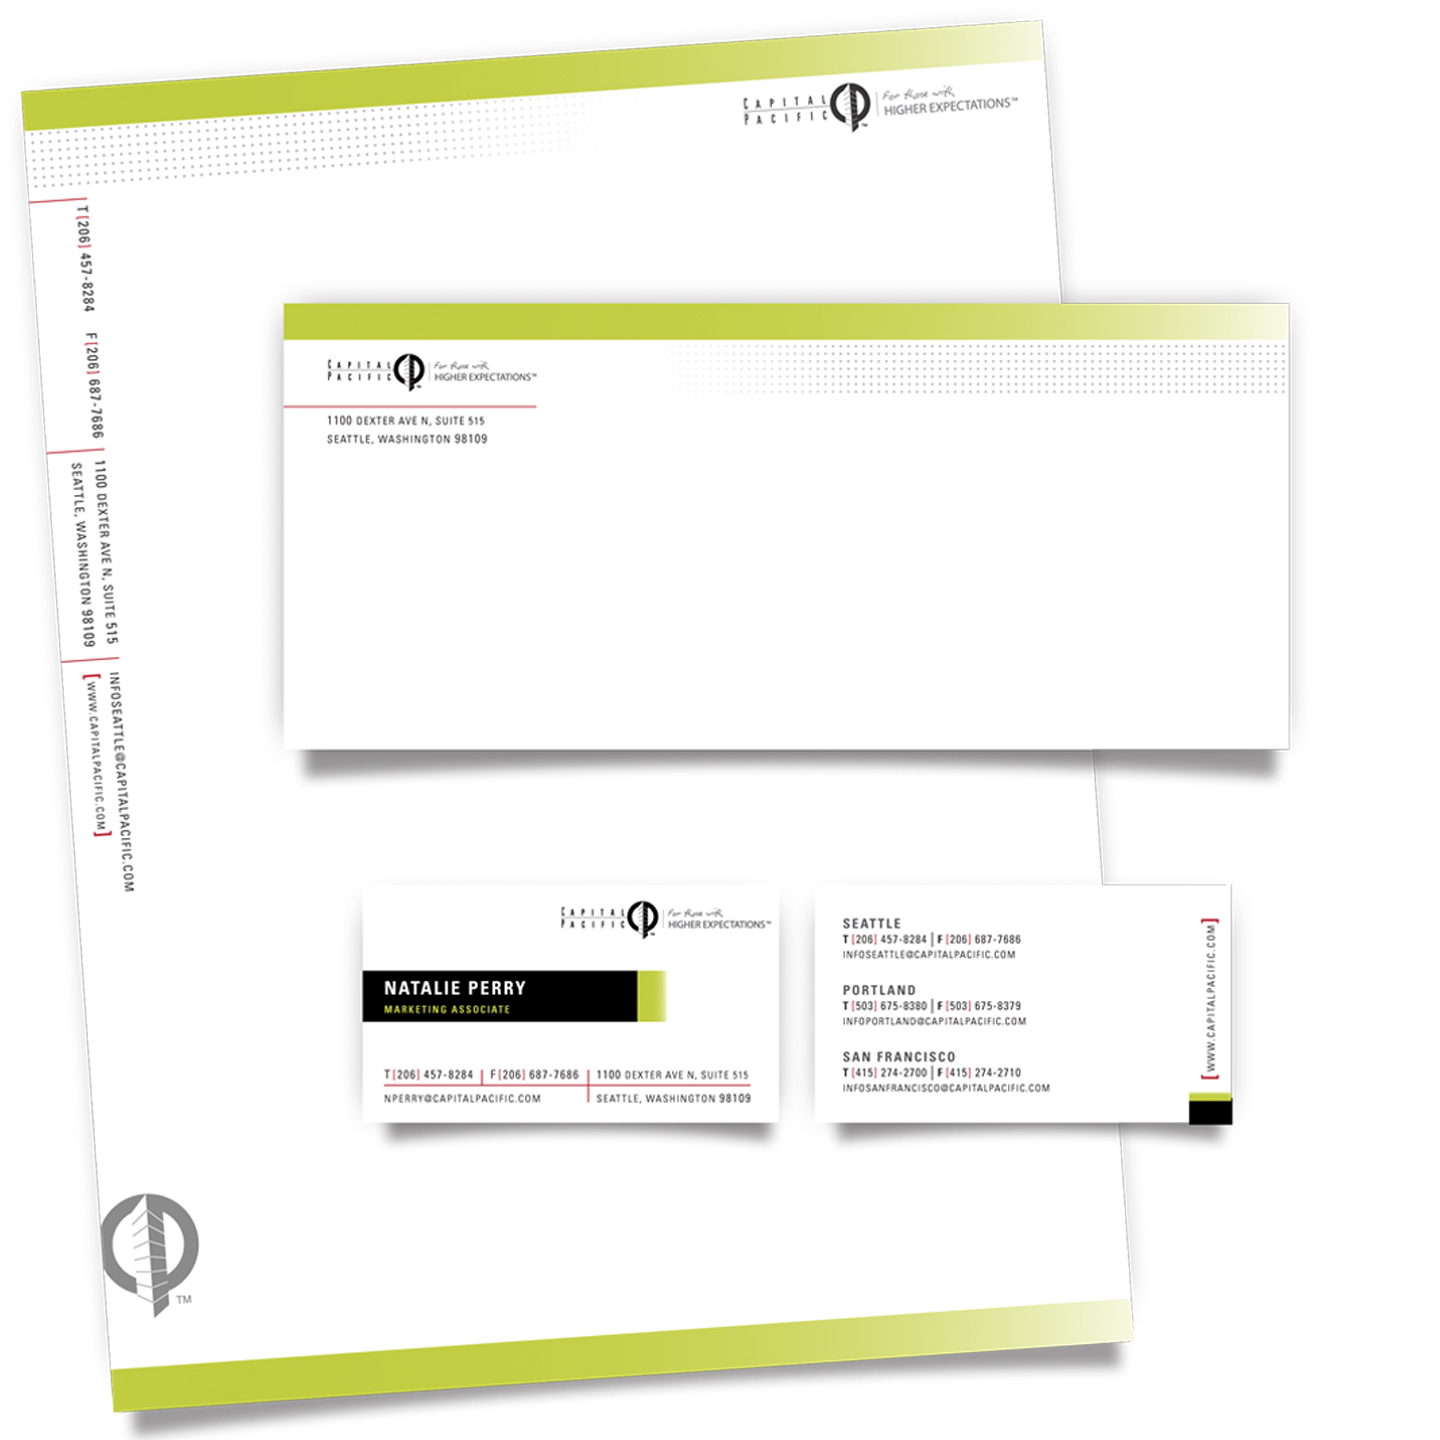 CAPITAL
PACIFIC
For those with
HIGHER EXPECTATIONS™
T [206] 457-8284 F [206] 687-7686
1100 DEXTER AVE N, SUITE 515
SEATTLE, WASHINGTON 98109
INFOSEATTLE@CAPITALPACIFIC.COM
[WWW.CAPITALPACIFIC.COM]
TM
CAPITAL
PACIFIC
For those with
HIGHER EXPECTATIONS™
1100 DEXTER AVE N, SUITE 515
SEATTLE, WASHINGTON 98109
CAPITAL
PACIFIC
For those with
HIGHER EXPECTATIONS™
NATALIE PERRY
MARKETING ASSOCIATE
T [206] 457-8284 | F [206] 687-7686
NPERRY@CAPITALPACIFIC.COM
1100 DEXTER AVE N, SUITE 515
SEATTLE, WASHINGTON 98109
SEATTLE
T [206] 457-8284 | F [206] 687-7686
INFOSEATTLE@CAPITALPACIFIC.COM
PORTLAND
T [503] 675-8380 | F [503] 675-8379
INFOPORTLAND@CAPITALPACIFIC.COM
SAN FRANCISCO
T [415] 274-2700 | F [415] 274-2710
INFOSANFRANCISCO@CAPITALPACIFIC.COM
[WWW.CAPITALPACIFIC.COM]